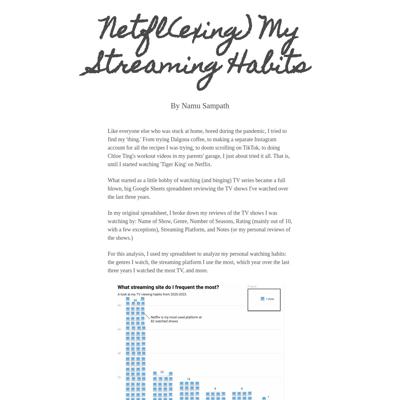 Netfl(exing) My
Streaming Habits
By Namu Sampath
Like everyone else who was stuck at home, bored during the pandemic, I tried to
find my 'thing.' From trying Dalgona coffee, to making a separate Instagram
account for all the recipes I was trying, to doom scrolling on TikTok, to doing
Chloe Ting's workout videos in my parents' garage, I just about tried it all. That is,
until I started watching 'Tiger King' on Netflix.
What started as a little hobby of watching (and binging) TV series became a full
blown, big Google Sheets spreadsheet reviewing the TV shows I've watched over
the last three years.
In my original spreadsheet, I broke down my reviews of the TV shows I was
watching by: Name of Show, Genre, Number of Seasons, Rating (mainly out of 10,
with a few exceptions), Streaming Platform, and Notes (or my personal reviews of
the shows.)
For this analysis, I used my spreadsheet to analyze my personal watching habits:
the genres I watch, the streaming platform I use the most, which year over the last
three years I watched the most TV, and more.
What streaming site do I frequent the most?
A look at my TV viewing habits from 2020-2023.
Netflix is my most used platform at
82 watched shows